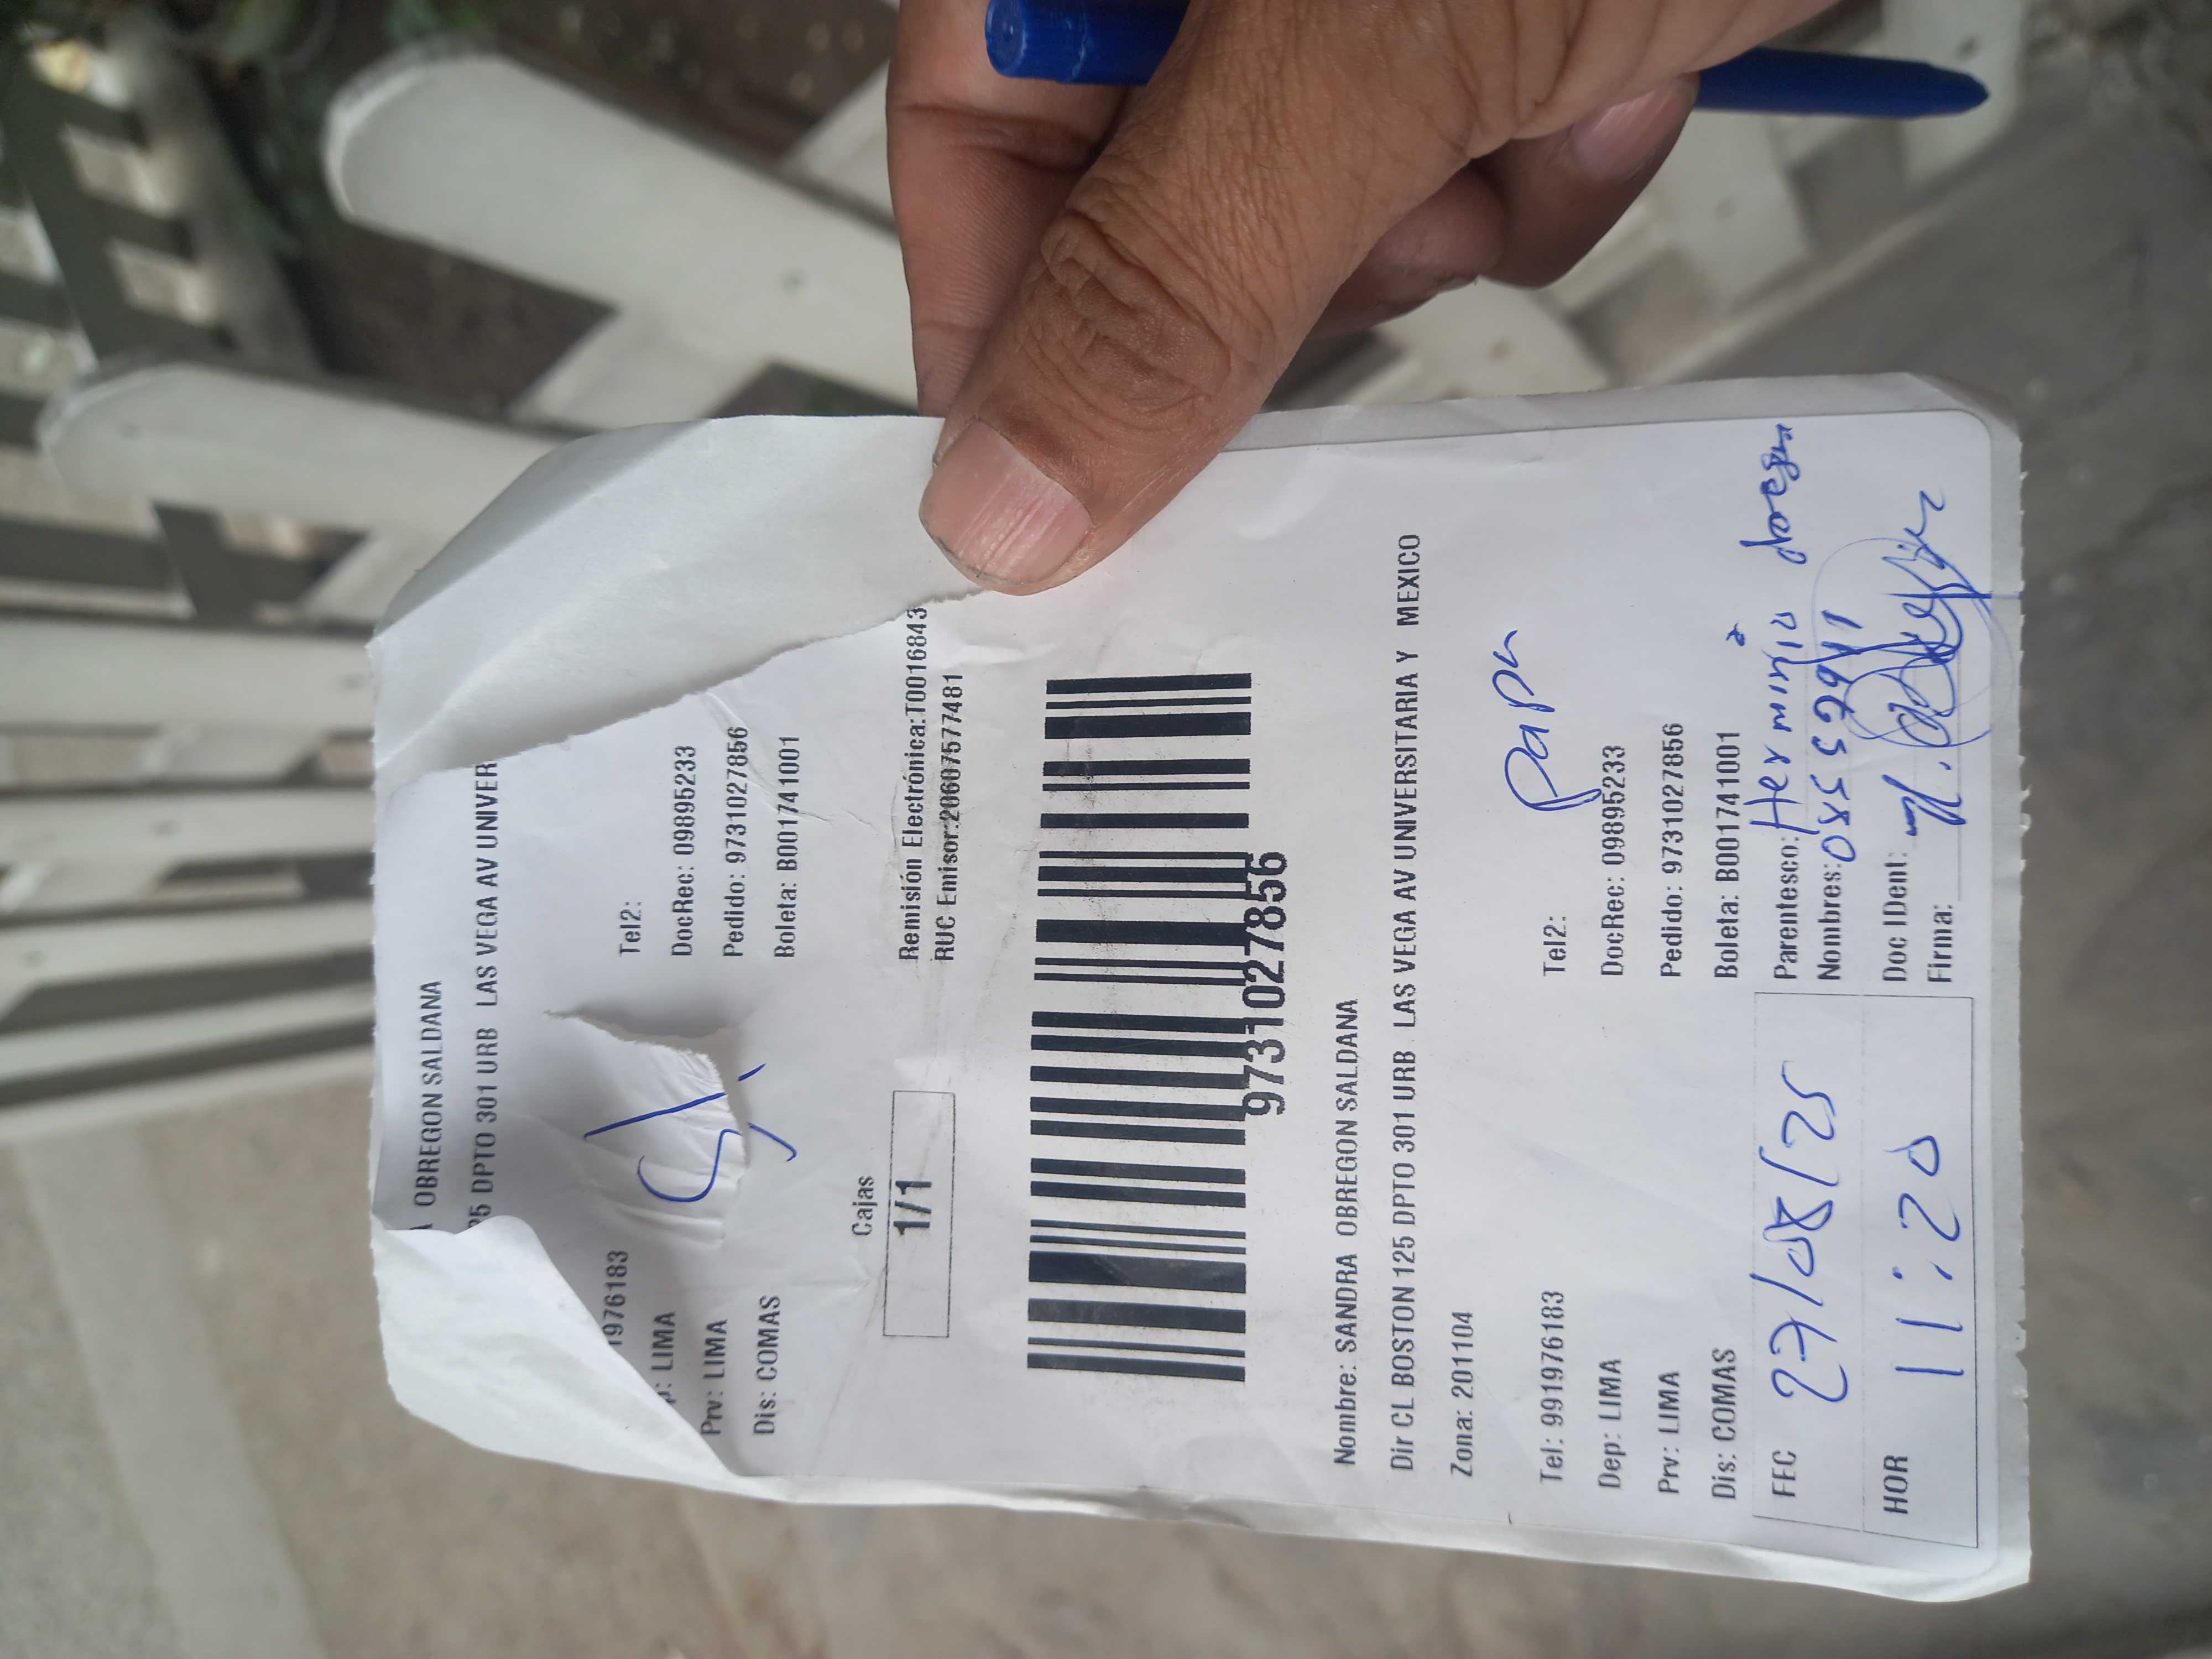 OBREGON SALDANA
25 DPTO 301 URB LAS VEGA AV UNIVER
1976183 Tel2:
p: LIMA DocRec: 09895233
Prv: LIMA Pedido: 9731027856
Dis: COMAS Boleta: B001741001
Cajas
1/1
Remisión Electrónica:T0016843
RUC Emisor:20607577481
9731027856
Nombre: SANDRA OBREGON SALDANA
Dir CL BOSTON 125 DPTO 301 URB LAS VEGA AV UNIVERSITARIA Y MEXICO
Zona: 201104
papa
Tel: 991976183 Tel2:
Dep: LIMA DocRec: 09895233
Prv: LIMA Pedido: 9731027856
Dis: COMAS Boleta: B001741001
FEC 27/08/25 Parentesco: Herminio
Nombres:
HOR 11:20 Doc IDent:
Firma: